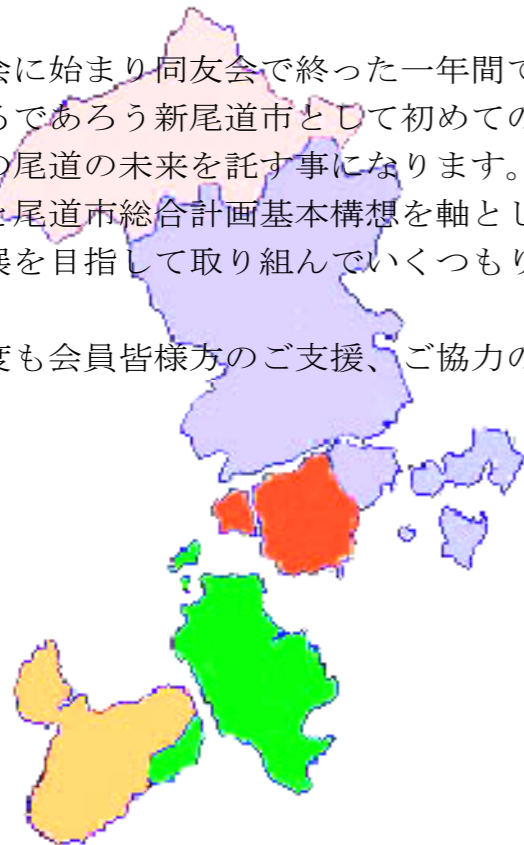 会に始まり同友会で終った一年間で
るであろう新尾道市として初めての
の尾道の未来を託す事になります。
と尾道市総合計画基本構想を軸とし
展を目指して取り組んでいくつもり
度も会員皆様方のご支援、ご協力の